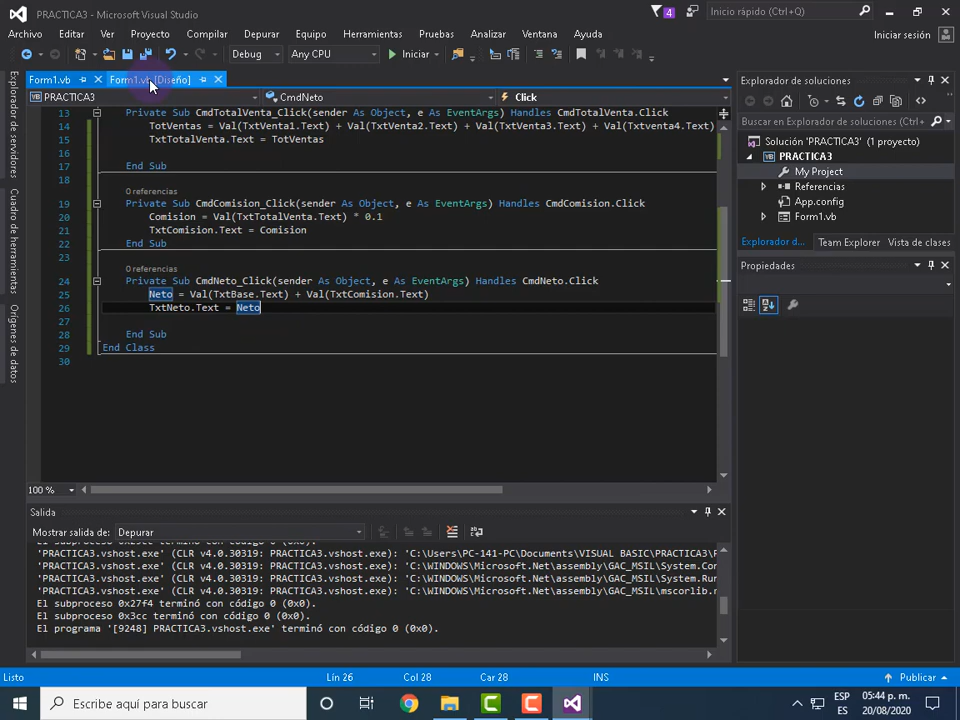 PRACTICA3 - Microsoft Visual Studio
4
Inicio rápido (Ctrl+Q)
Archivo Editar Ver Proyecto Compilar Depurar Equipo Herramientas Prueba Analizar Ventana Ayuda
Iniciar sesión
Debug Any CPU Iniciar
Form1.vb Form1.vb [Diseño]
PRACTICA3 CmdNeto Click
13 Private Sub CmdTotalVenta_Click(sender As Object, e As EventArgs) Handles CmdTotalVenta.Click
14 TotVentas = Val(TxtVenta1.Text) + Val(TxtVenta2.Text) + Val(TxtVenta3.Text) + Val(Txtventa4.Text)
15 TxtTotalVenta.Text = TotVentas
16
17 End Sub
18
0 referencias
19 Private Sub CmdComision_Click(sender As Object, e As EventArgs) Handles CmdComision.Click
20 Comision = Val(TxtTotalVenta.Text) * 0.1
21 TxtComision.Text = Comision
22 End Sub
23
0 referencias
24 Private Sub CmdNeto_Click(sender As Object, e As EventArgs) Handles CmdNeto.Click
25 Neto = Val(TxtBase.Text) + Val(TxtComision.Text)
26 TxtNeto.Text = Neto
27
28 End Sub
29 End Class
30
100 %
Explorador de servidores
Cuadro de herramientas
Orígenes de datos
Salida
Mostrar salida de: Depurar
'PRACTICA3.vshost.exe' (CLR v4.0.30319: PRACTICA3.vshost.exe): 'C:\Users\PC-141-PC\Documents\VISUAL BASIC\PRACTICA3\P
'PRACTICA3.vshost.exe' (CLR v4.0.30319: PRACTICA3.vshost.exe): 'C:\WINDOWS\Microsoft.Net\assembly\GAC_MSIL\System.Con
'PRACTICA3.vshost.exe' (CLR v4.0.30319: PRACTICA3.vshost.exe): 'C:\WINDOWS\Microsoft.Net\assembly\GAC_MSIL\System.Run
'PRACTICA3.vshost.exe' (CLR v4.0.30319: PRACTICA3.vshost.exe): 'C:\WINDOWS\Microsoft.Net\assembly\GAC_MSIL\mscorlib.r
El subproceso 0x27f4 terminó con código 0 (0x0).
El subproceso 0x3cc terminó con código 0 (0x0).
El programa '[9248] PRACTICA3.vshost.exe' terminó con código 0 (0x0).
Explorador de soluciones
Buscar en Explorador de soluciones (Ctrl+
Solución 'PRACTICA3' (1 proyecto)
PRACTICA3
My Project
Referencias
App.config
Form1.vb
Explorador d... Team Explorer Vista de clases
Propiedades
Listo Lín 26 Col 28 Car 28 INS Publicar
Escribe aquí para buscar
ESP
ES
05:44 p. m.
20/08/2020